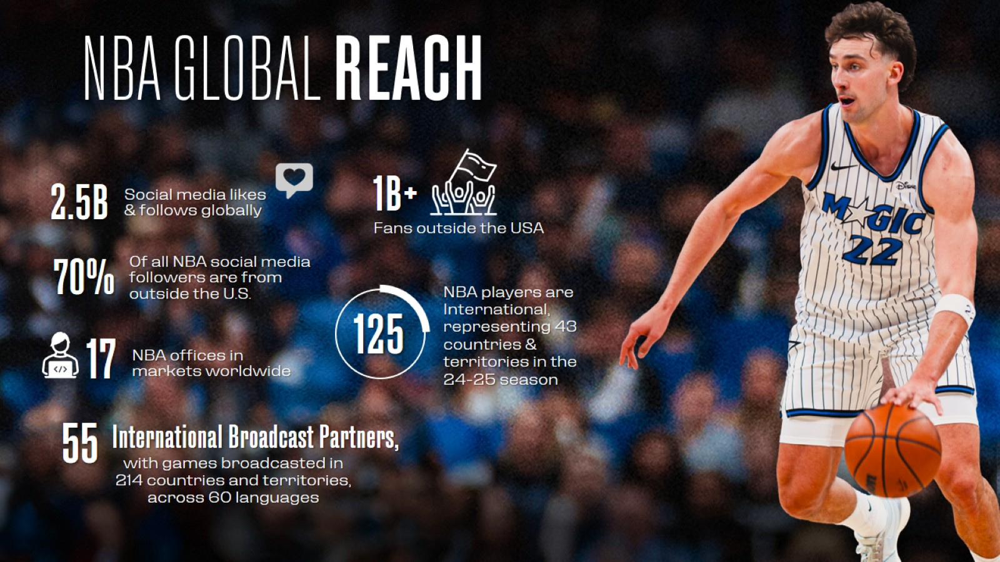 NBA GLOBAL REACH
2.5B
Social media likes
& follows globally
1B+
Fans outside the USA
70%
Of all NBA social media
followers are from
outside the U.S.
125
NBA players are
International,
representing 43
countries &
territories in the
24-25 season
</>
17
NBA offices in
markets worldwide
55
International Broadcast Partners,
with games broadcasted in
214 countries and territories,
across 60 languages
Disney
MAGIC
22